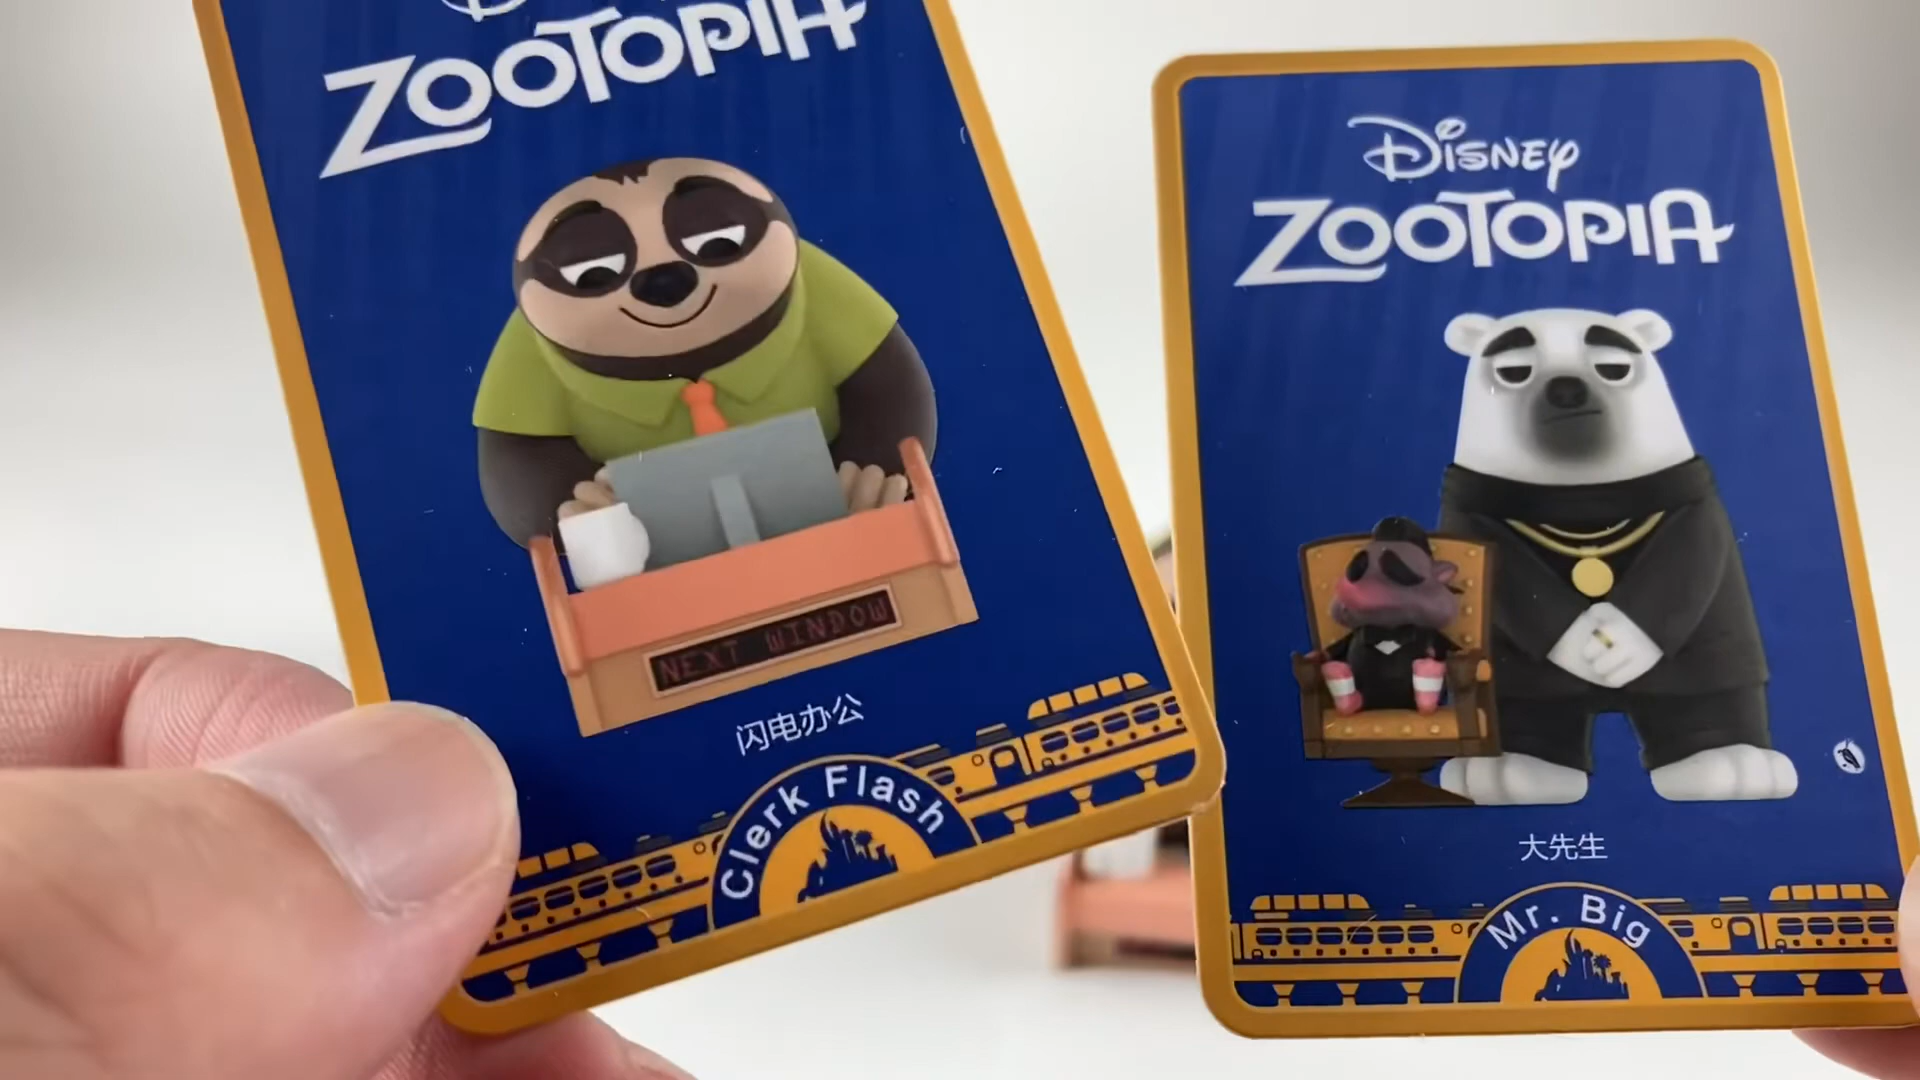 ZOOTOPIA
NEXT WINDOW
闪电办公
Clerk Flash
DISNEY
ZOOTOPIA
大先生
Mr. Big